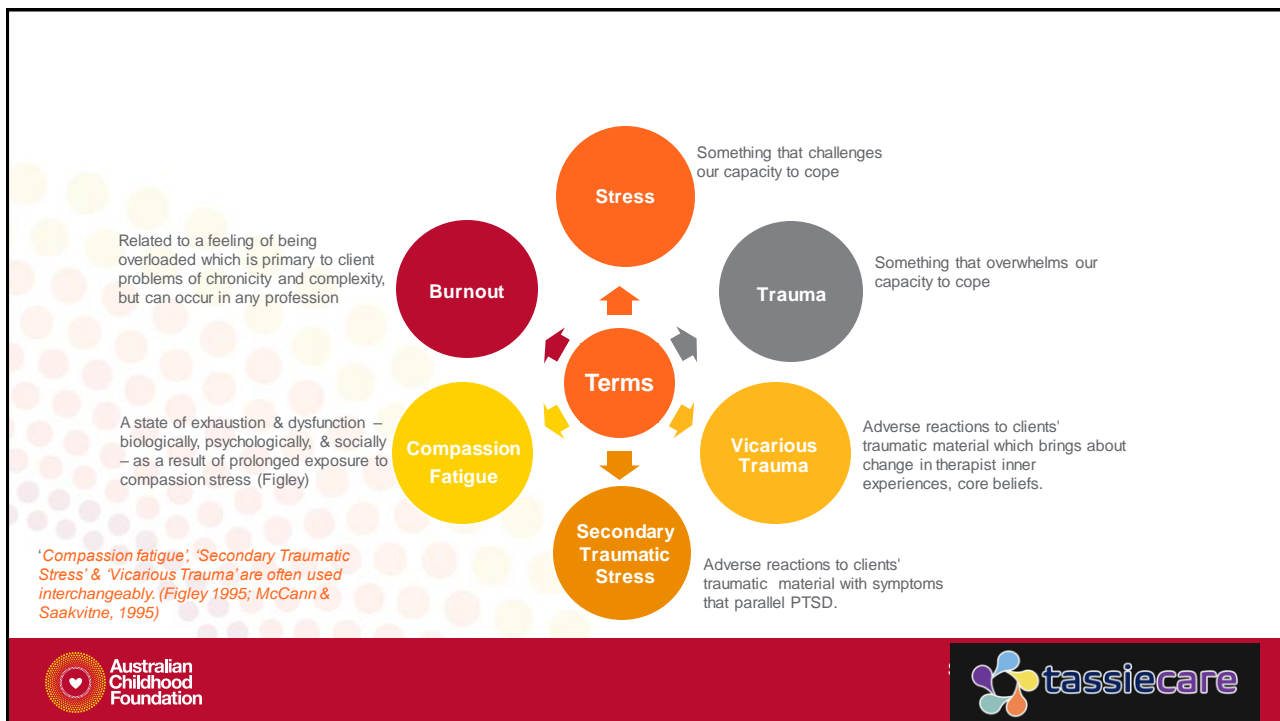 Stress
Something that challenges
our capacity to cope
Trauma
Something that overwhelms our
capacity to cope
Vicarious
Trauma
Adverse reactions to clients'
traumatic material which brings about
change in therapist inner
experiences, core beliefs.
Secondary
Traumatic
Stress
Adverse reactions to clients'
traumatic material with symptoms
that parallel PTSD.
Compassion
Fatigue
A state of exhaustion & dysfunction –
biologically, psychologically, & socially
– as a result of prolonged exposure to
compassion stress (Figley)
Burnout
Related to a feeling of being
overloaded which is primary to client
problems of chronicity and complexity,
but can occur in any profession
Terms
‘Compassion fatigue’, ‘Secondary Traumatic
Stress’ & ‘Vicarious Trauma’ are often used
interchangeably. (Figley 1995; McCann &
Saakvitne, 1995)
Australian
Childhood
Foundation
tassiecare